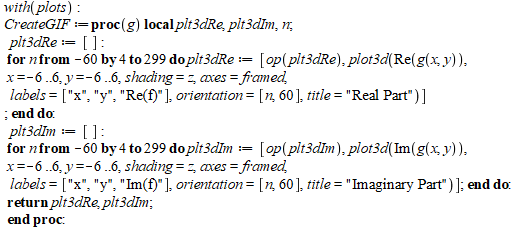 with(plots) :
CreateGIF := proc(g) local plt3dRe, plt3dIm, n;
plt3dRe := [ ] :
for n from −60 by 4 to 299 do plt3dRe := [op(plt3dRe), plot3d(Re(g(x, y)),
x = −6 ..6, y = −6 ..6, shading = z, axes = framed,
labels = ["x", "y", "Re(f)"], orientation = [n, 60], title = "Real Part")]
; end do:
plt3dIm := [ ] :
for n from −60 by 4 to 299 do plt3dIm := [op(plt3dIm), plot3d(Im(g(x, y)),
x = −6 ..6, y = −6 ..6, shading = z, axes = framed,
labels = ["x", "y", "Im(f)"], orientation = [n, 60], title = "Imaginary Part")]; end do:
return plt3dRe, plt3dIm;
end proc: